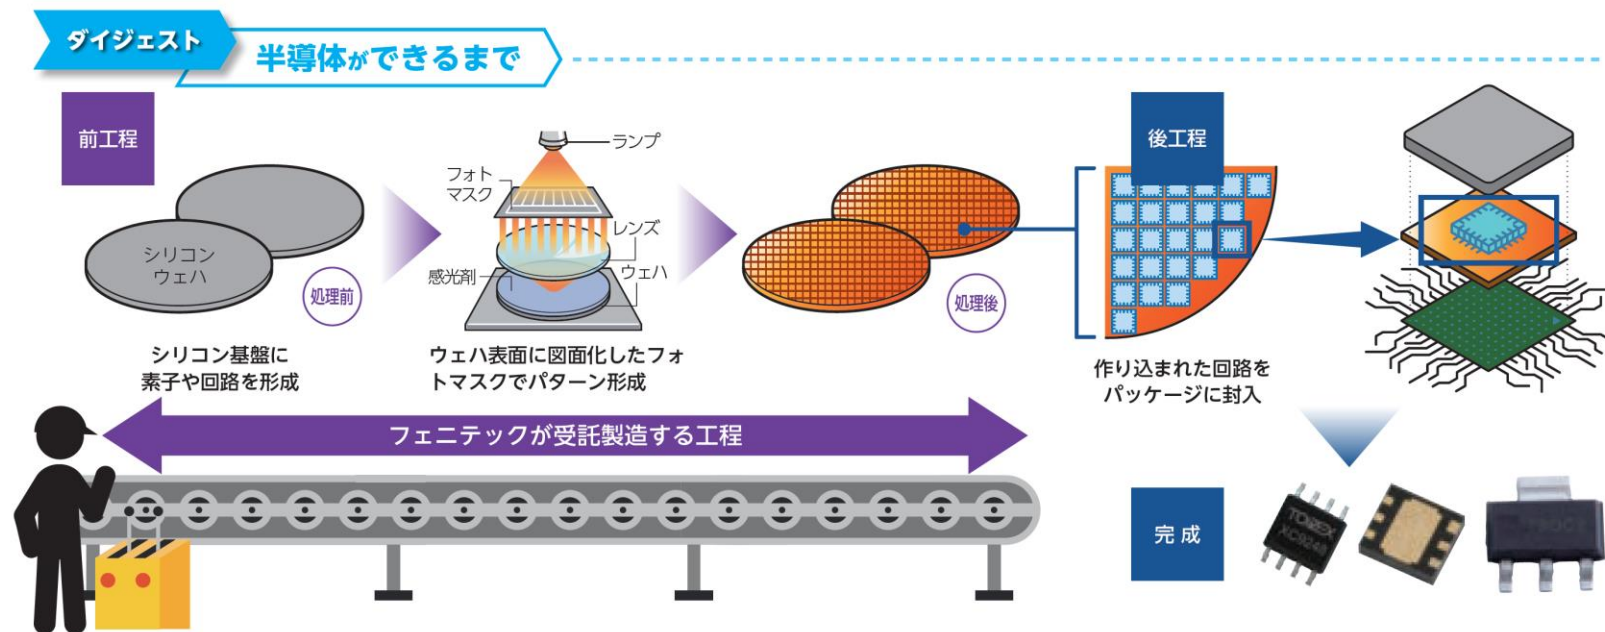 ダイジェスト
半導体ができるまで
前工程
シリコン
ウェハ
処理前
シリコン基盤に
素子や回路を形成
ランプ
フォト
マスク
レンズ
感光剤
ウェハ
ウェハ表面に図面化したフォ
トマスクでパターン形成
処理後
フェニテックが受託製造する工程
後工程
作り込まれた回路を
パッケージに封入
完成
TOREX
XC9248